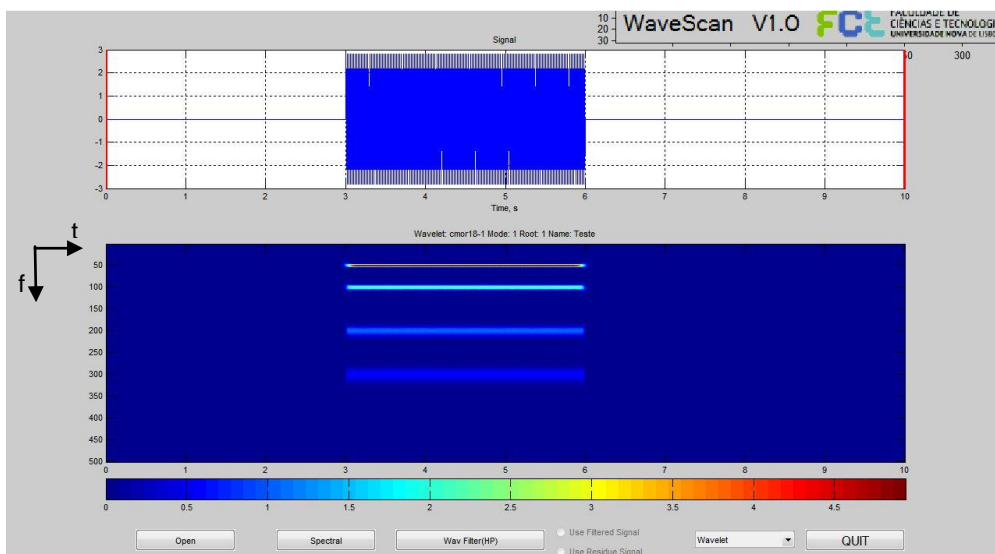 WaveScan V1.0
FCt
FACULDADE DE
CIÊNCIAS E TECNOLOGI
UNIVERSIDADE NOVA DE LISBO
10
20
30
300
Signal
3
2
1
0
-1
-2
-3
0 1 2 3 4 5 6 7 8 9 10
Time, s
Wavelet: cmor18-1 Mode: 1 Root: 1 Name: Teste
t
f
50
100
150
200
250
300
350
400
450
500
0 1 2 3 4 5 6 7 8 9 10
0 0.5 1 1.5 2 2.5 3 3.5 4 4.5
Open
Spectral
Wav Filter(HP)
Use Filtered Signal
Use Residue Signal
Wavelet
QUIT